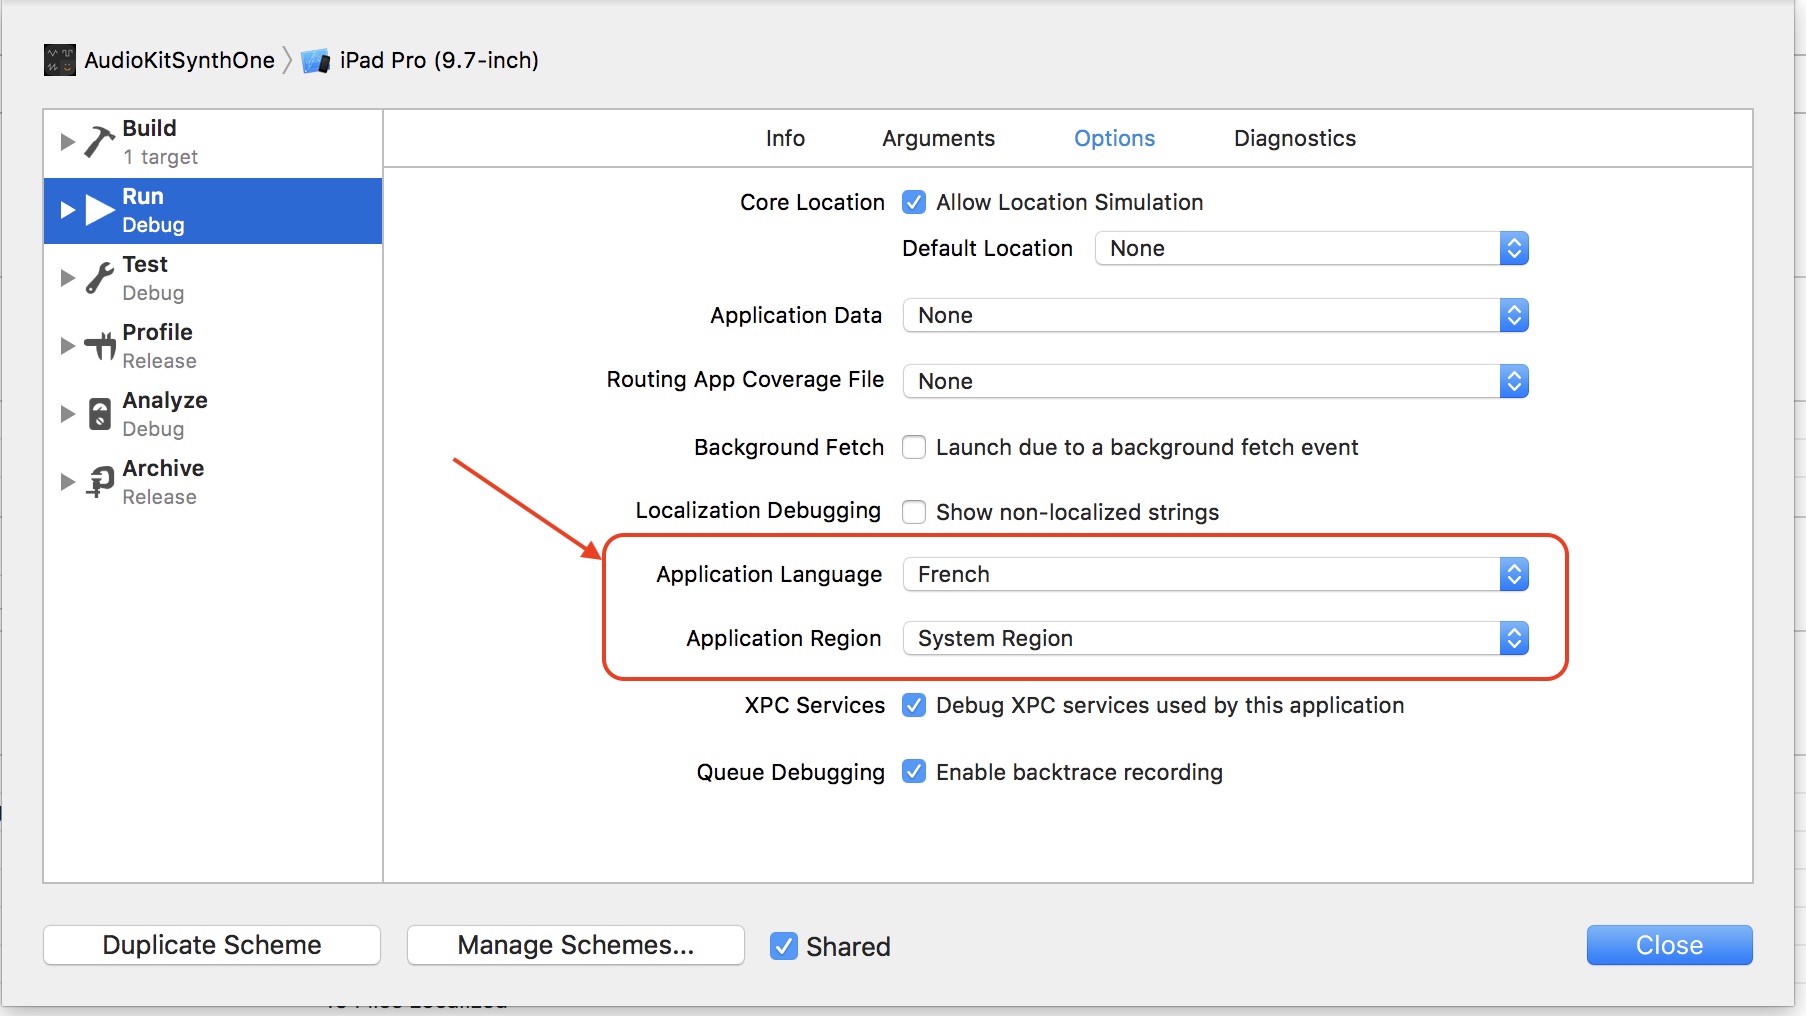 AudioKitSynthOne 〉 iPad Pro (9.7-inch)
Build
1 target
Run
Debug
Test
Debug
Profile
Release
Analyze
Debug
Archive
Release
Info Arguments Options Diagnostics
Core Location Allow Location Simulation
Default Location None
Application Data None
Routing App Coverage File None
Background Fetch Launch due to a background fetch event
Localization Debugging Show non-localized strings
Application Language French
Application Region System Region
XPC Services Debug XPC services used by this application
Queue Debugging Enable backtrace recording
Duplicate Scheme Manage Schemes... Shared Close